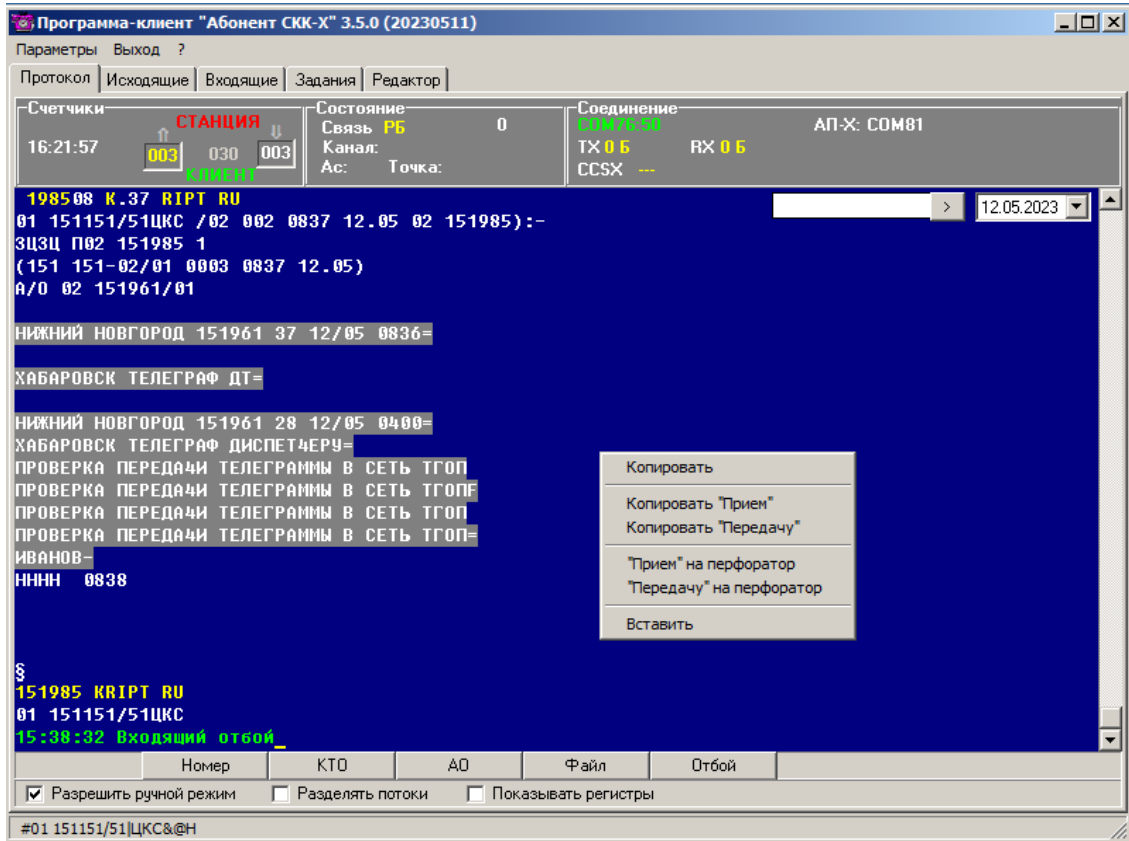 Программа-клиент "Абонент СКК-Х" 3.5.0 (20230511)
Параметры Выход ?
Протокол Исходящие Входящие Задания Редактор
Счетчики
СТАНЦИЯ
16:21:57
003 030 003
КЛИЕНТ
Состояние
Связь РБ 0
Канал:
Ас: Точка:
Соединение
COM76:50 АП-Х: COM81
TX 0 Б RX 0 Б
CCSX ---
198508 К.37 RIPT RU
> 12.05.2023
01 151151/51ЦКС /02 002 0837 12.05 02 151985):-
ЗЦЗЦ П02 151985 1
(151 151-02/01 0003 0837 12.05)
А/О 02 151961/01
НИЖНИЙ НОВГОРОД 151961 37 12/05 0836=
ХАБАРОВСК ТЕЛЕГРАФ ДТ=
НИЖНИЙ НОВГОРОД 151961 28 12/05 0400=
ХАБАРОВСК ТЕЛЕГРАФ ДИСПЕТ4ЕРУ=
ПРОВЕРКА ПЕРЕДА4И ТЕЛЕГРАММЫ В СЕТЬ ТГОП
ПРОВЕРКА ПЕРЕДА4И ТЕЛЕГРАММЫ В СЕТЬ ТГОПF
ПРОВЕРКА ПЕРЕДА4И ТЕЛЕГРАММЫ В СЕТЬ ТГОП
ПРОВЕРКА ПЕРЕДА4И ТЕЛЕГРАММЫ В СЕТЬ ТГОП=
ИВАНОВ-
НННН 0838
Копировать
Копировать "Прием"
Копировать "Передачу"
"Прием" на перфоратор
"Передачу" на перфоратор
Вставить
§
151985 KRIPT RU
01 151151/51ЦКС
15:38:32 Входящий отбой_
Номер КТО АО Файл Отбой
Разрешить ручной режим Разделять потоки Показывать регистры
#01 151151/51|ЦКС&@Н